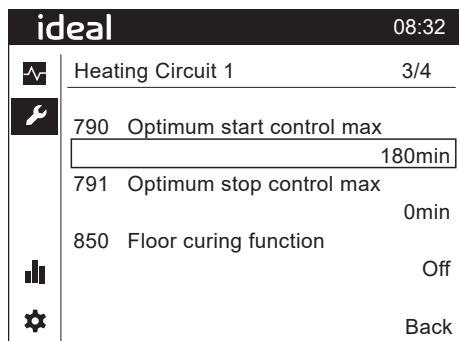 ideal 08:32
Heating Circuit 1 3/4
790 Optimum start control max
180min
791 Optimum stop control max
0min
850 Floor curing function
Off
Back